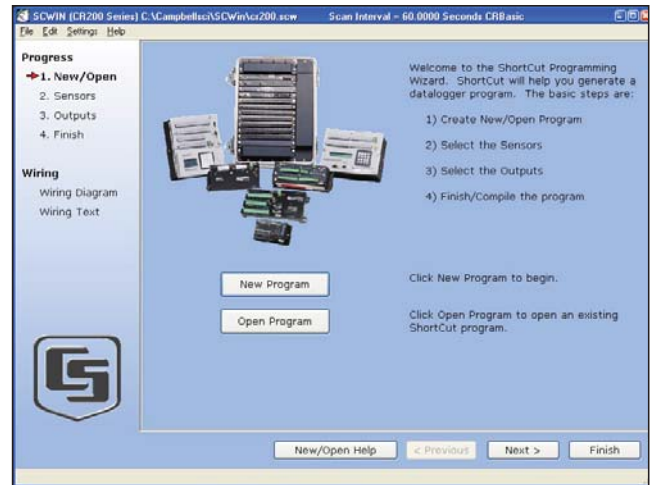 SCWIN (CR200 Series) C:\Campbellsci\SCWin\cr200.scw Scan Interval = 60.0000 Seconds CRBasic
File Edit Settings Help
Progress
1. New/Open
2. Sensors
3. Outputs
4. Finish
Wiring
Wiring Diagram
Wiring Text
CS
Welcome to the ShortCut Programming
Wizard. ShortCut will help you generate a
datalogger program. The basic steps are:
1) Create New/Open Program
2) Select the Sensors
3) Select the Outputs
4) Finish/Compile the program
New Program
Click New Program to begin.
Open Program
Click Open Program to open an existing
ShortCut program.
New/Open Help
< Previous
Next >
Finish